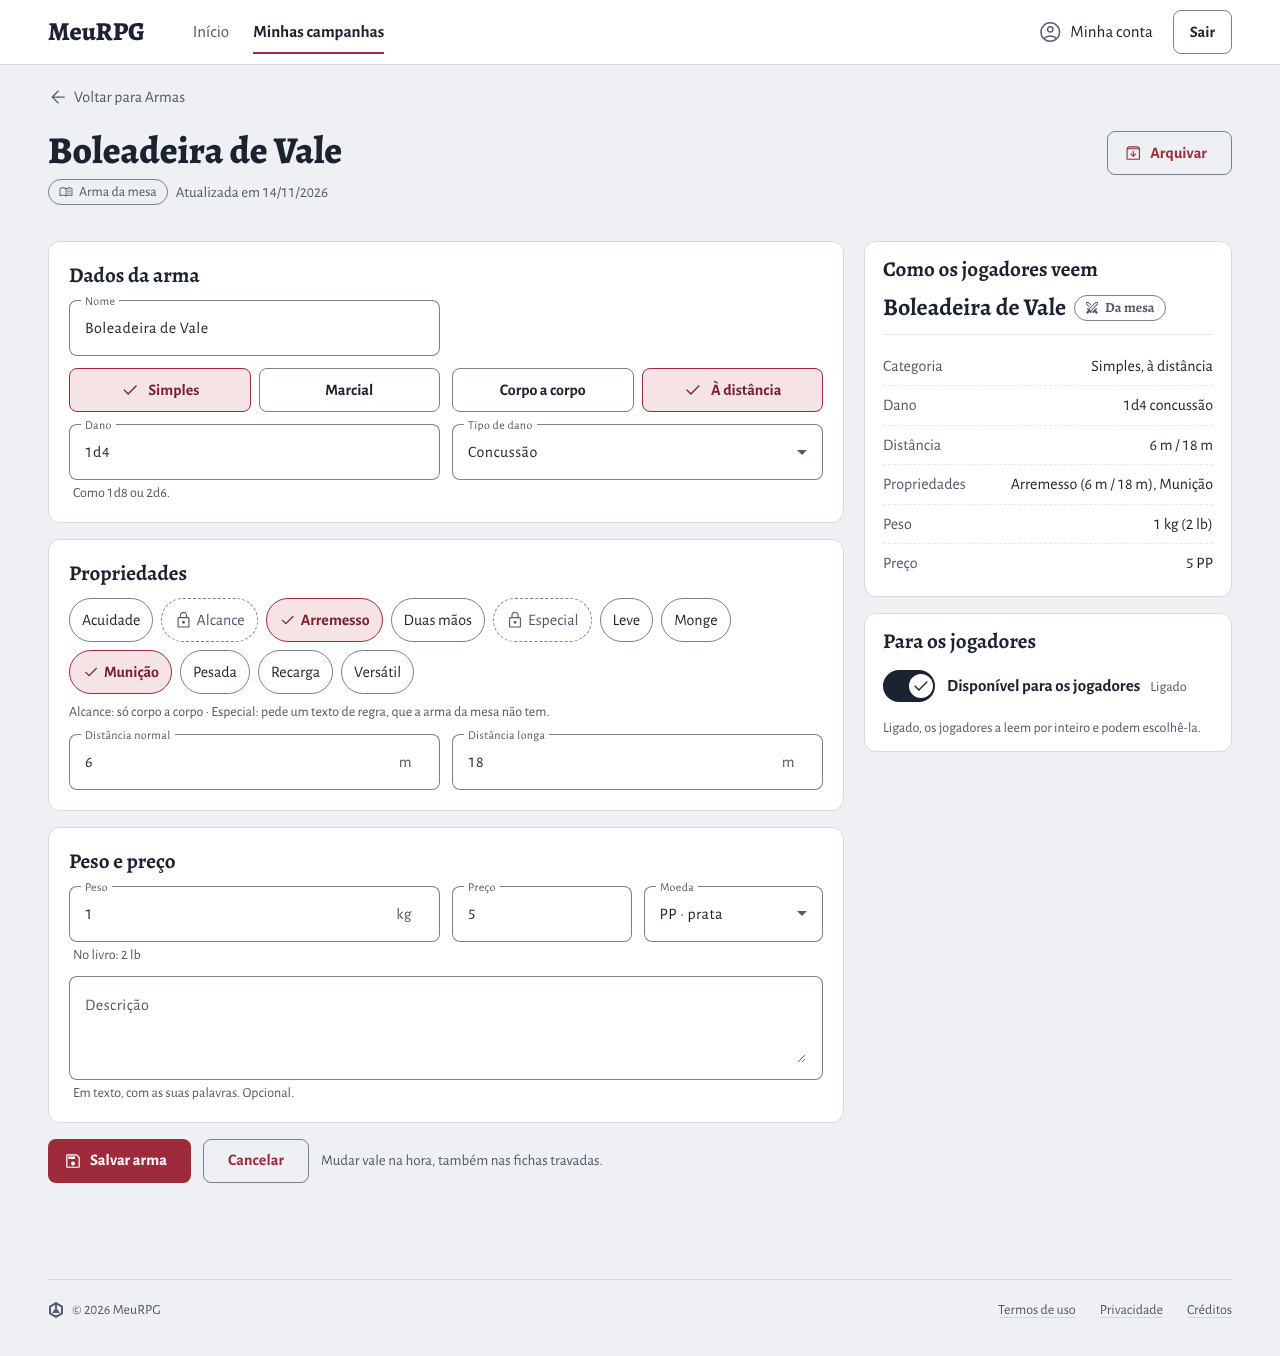 MeuRPG
Início
Minhas campanhas
Minha conta
Sair
Voltar para Armas
Boleadeira de Vale
Arquivar
Arma da mesa
Atualizada em 14/11/2026
Dados da arma
Nome
Boleadeira de Vale
Simples
Marcial
Corpo a corpo
À distância
Dano
1d4
Tipo de dano
Concussão
Como 1d8 ou 2d6.
Propriedades
Acuidade
Alcance
Arremesso
Duas mãos
Especial
Leve
Monge
Munição
Pesada
Recarga
Versátil
Alcance: só corpo a corpo · Especial: pede um texto de regra, que a arma da mesa não tem.
Distância normal
6 m
Distância longa
18 m
Peso e preço
Peso
1 kg
Preço
5
Moeda
PP · prata
No livro: 2 lb
Descrição
Em texto, com as suas palavras. Opcional.
Salvar arma
Cancelar
Mudar vale na hora, também nas fichas travadas.
Como os jogadores veem
Boleadeira de Vale
Da mesa
Categoria Simples, à distância
Dano 1d4 concussão
Distância 6 m / 18 m
Propriedades Arremesso (6 m / 18 m), Munição
Peso 1 kg (2 lb)
Preço 5 PP
Para os jogadores
Disponível para os jogadores Ligado
Ligado, os jogadores a leem por inteiro e podem escolhê-la.
© 2026 MeuRPG
Termos de uso
Privacidade
Créditos